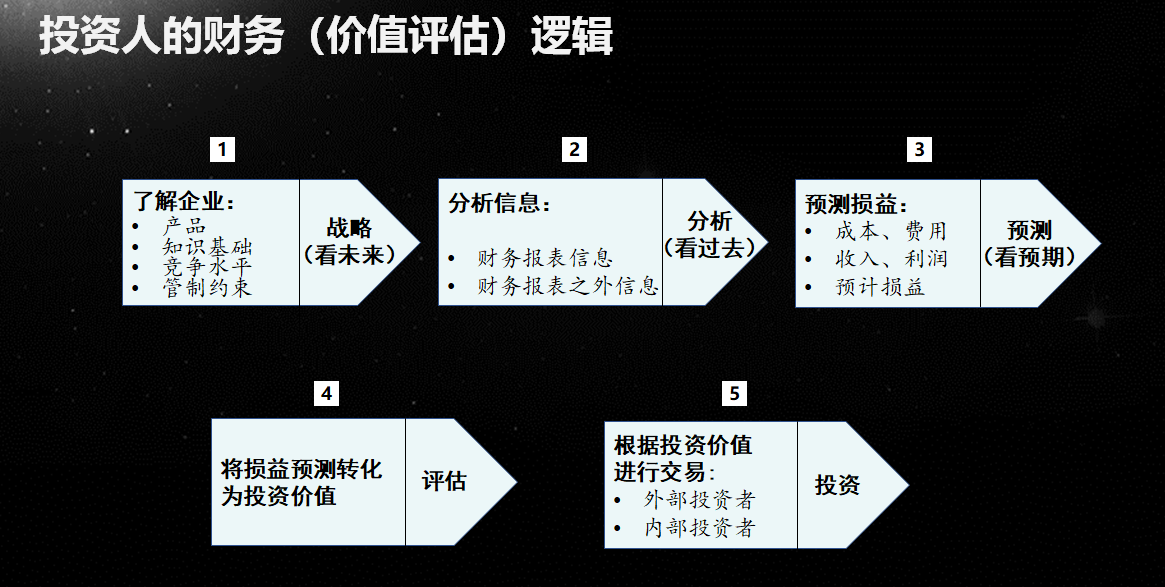 投资人的财务（价值评估）逻辑
1
了解企业：
• 产品
• 知识基础
• 竞争水平
• 管制约束
战略
（看未来）
2
分析信息：
• 财务报表信息
• 财务报表之外信息
分析
（看过去）
3
预测损益：
• 成本、费用
• 收入、利润
• 预计损益
预测
（看预期）
4
将损益预测转化
为投资价值
评估
5
根据投资价值
进行交易：
• 外部投资者
• 内部投资者
投资